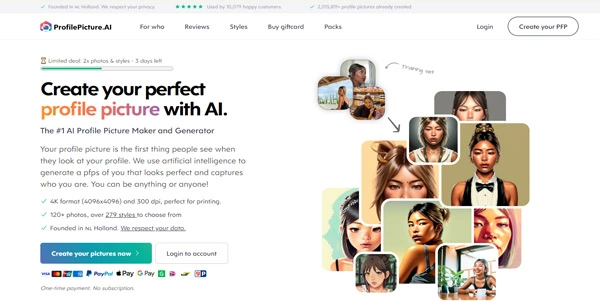 Founded in NL Holland. We respect your privacy.
Used by 10,079 happy customers
2,015,811+ profile pictures already created
ProfilePicture.AI
For who
Reviews
Styles
Buy giftcard
Packs
Login
Create your PFP
Limited deal: 2x photos & styles - 3 days left
Training set
Create your perfect
profile picture with AI.
The #1 AI Profile Picture Maker and Generator
Your profile picture is the first thing people see when
they look at your profile. We use artificial intelligence to
generate a pfps of you that looks perfect and captures
who you are. You can be anything or anyone!
4K format (4096x4096) and 300 dpi, perfect for printing.
120+ photos, over 279 styles to choose from
Founded in NL Holland. We respect your data.
Create your pictures now
Login to account
VISA
PayPal
Apple Pay
G Pay
One-time payment. No subscription.